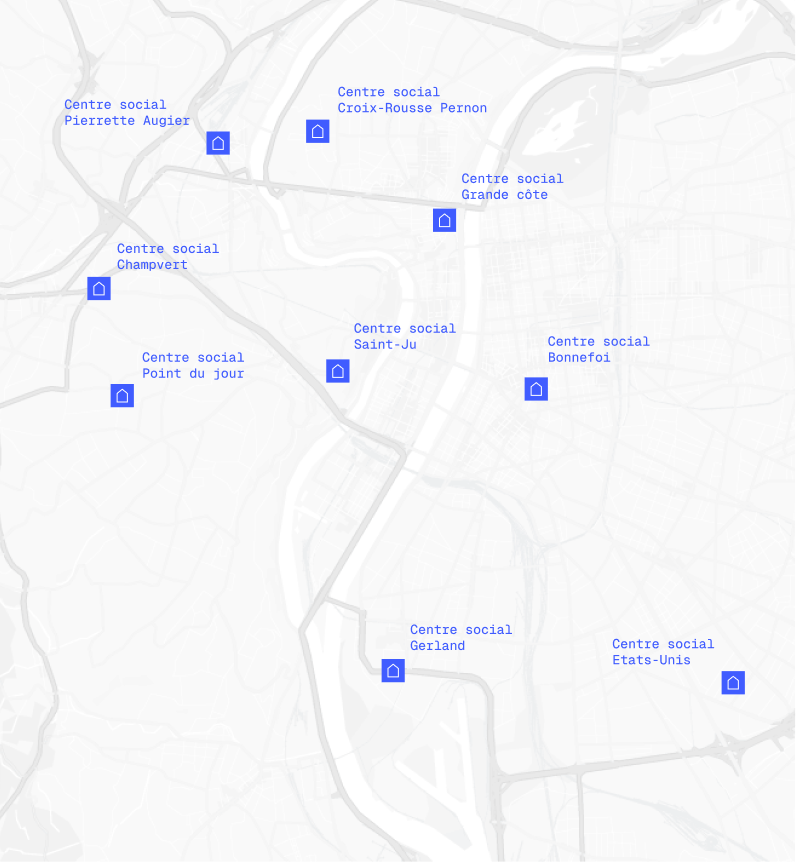 Centre social
Croix-Rousse Pernon
Centre social
Pierrette Augier
Centre social
Grande côte
Centre social
Champvert
Centre social
Saint-Ju
Centre social
Bonnefoi
Centre social
Point du jour
Centre social
Gerland
Centre social
Etats-Unis